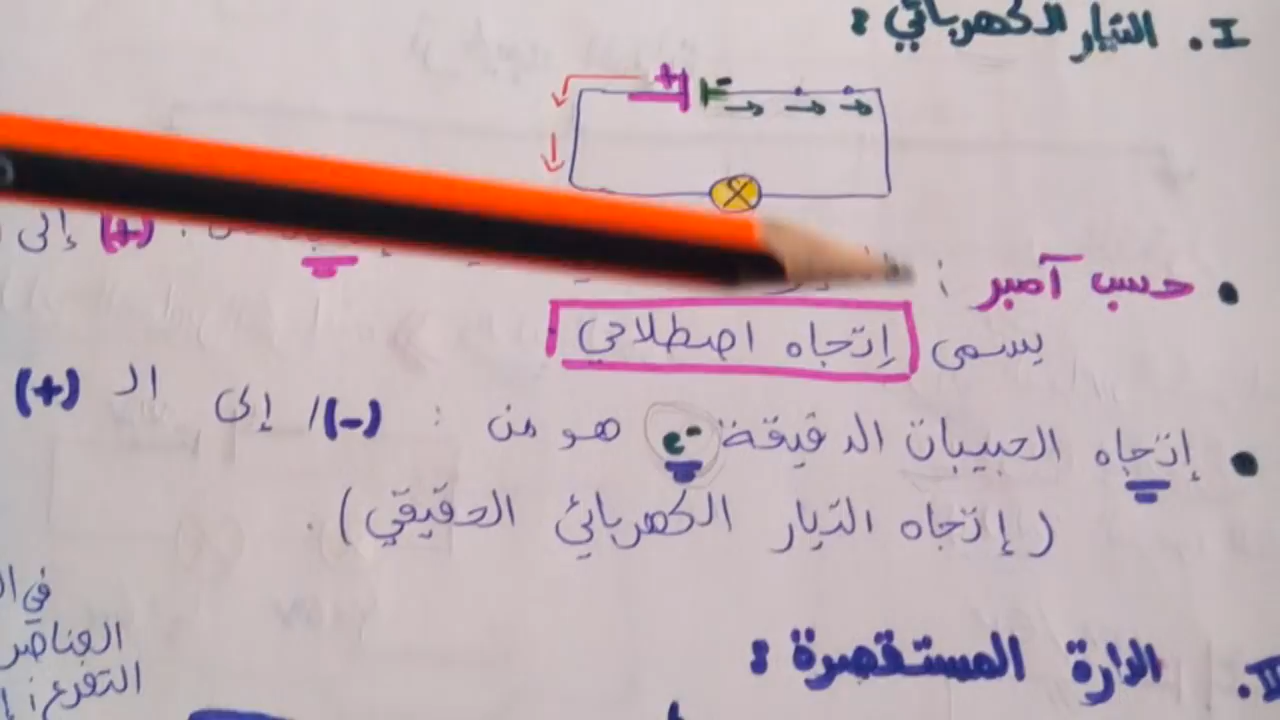 I. التيار الكهربائي :
+ -
• حسب آمبر : (+) إلى
يسمى إتجاه اصطلاحي
• إتجاه الحبيبات الدقيقة e⁻ هو من : (-) إلى الـ (+)
(إتجاه التيار الكهربائي الحقيقي).
في
العناصر
التفرع :
II. الدارة المستقصرة :